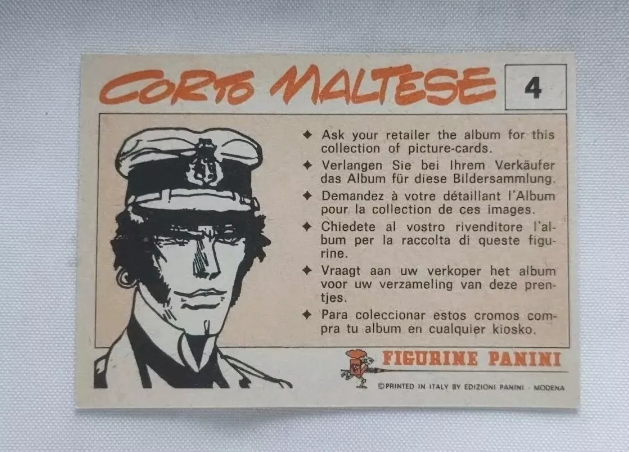 CORTO MALTESE 4
✦ Ask your retailer the album for this
collection of picture-cards.
✦ Verlangen Sie bei Ihrem Verkäufer
das Album für diese Bildersammlung.
✦ Demandez à votre détaillant l'Album
pour la collection de ces images.
✦ Chiedete al vostro rivenditore l'al-
bum per la raccolta di queste figu-
rine.
✦ Vraagt aan uw verkoper het album
voor uw verzameling van deze pren-
tjes.
✦ Para coleccionar estos cromos com-
pra tu album en cualquier kiosko.
FIGURINE PANINI
©PRINTED IN ITALY BY EDIZIONI PANINI - MODENA